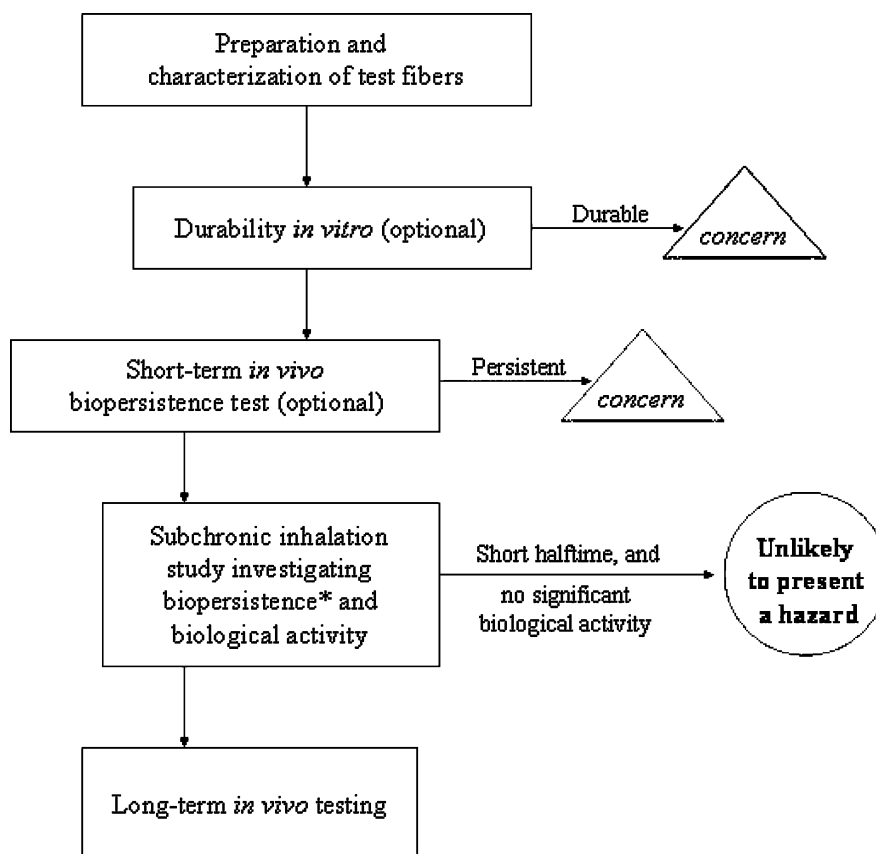 Preparation and
characterization of test fibers
Durability in vitro (optional)
Durable
concern
Short-term in vivo
biopersistence test (optional)
Persistent
concern
Subchronic inhalation
study investigating
biopersistence* and
biological activity
Short halftime, and
no significant
biological activity
Unlikely
to present
a hazard
Long-term in vivo testing